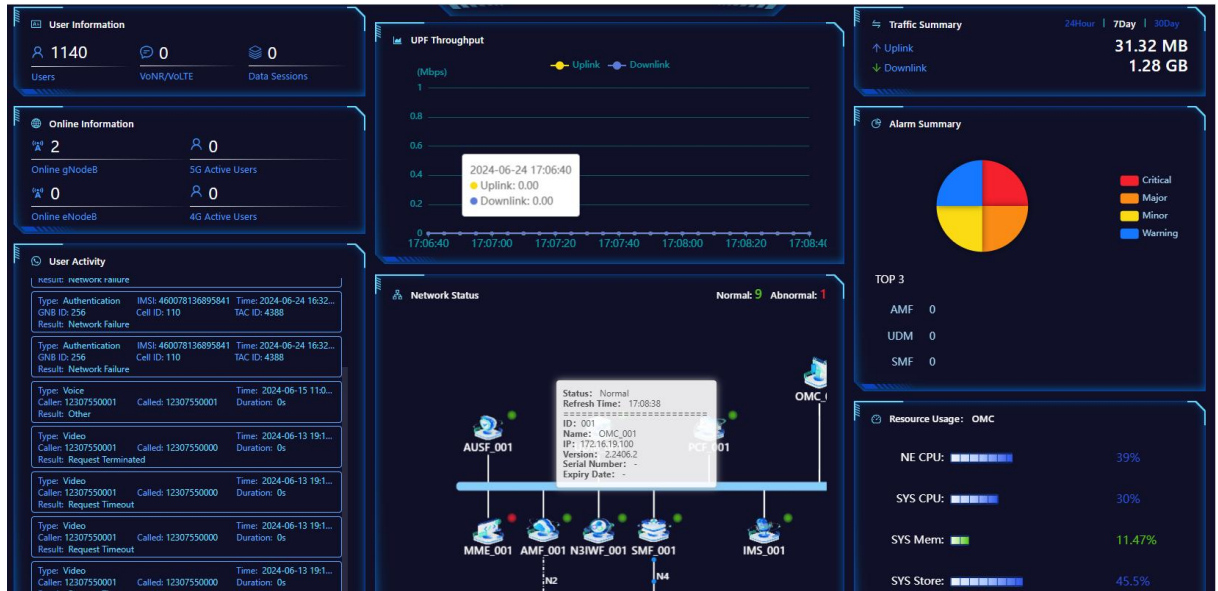 User Information
1140 0 0
Users VoNR/VoLTE Data Sessions
Online Information
2 0
Online gNodeB 5G Active Users
0 0
Online eNodeB 4G Active Users
User Activity
Result: Network Failure
Type: Authentication IMSI: 460078136895841 Time: 2024-06-24 16:32...
GNB ID: 256 Cell ID: 110 TAC ID: 4388
Result: Network Failure
Type: Authentication IMSI: 460078136895841 Time: 2024-06-24 16:32...
GNB ID: 256 Cell ID: 110 TAC ID: 4388
Result: Network Failure
Type: Voice Time: 2024-06-15 11:0...
Caller: 12307550001 Called: 12307550001 Duration: 0s
Result: Other
Type: Video Time: 2024-06-13 19:1...
Caller: 12307550001 Called: 12307550000 Duration: 0s
Result: Request Terminated
Type: Video Time: 2024-06-13 19:1...
Caller: 12307550001 Called: 12307550000 Duration: 0s
Result: Request Timeout
Type: Video Time: 2024-06-13 19:1...
Caller: 12307550001 Called: 12307550000 Duration: 0s
Result: Request Timeout
Type: Video Time: 2024-06-13 19:1...
Caller: 12307550001 Called: 12307550000 Duration: 0s
UPF Throughput
Uplink Downlink
(Mbps)
1
0.8
0.6
0.4
0.2
0
2024-06-24 17:06:40
Uplink: 0.00
Downlink: 0.00
17:06:40 17:07:00 17:07:20 17:07:40 17:08:00 17:08:20 17:08:4
Network Status Normal: 9 Abnormal: 1
OMC_
Status: Normal
Refresh Time: 17:08:38
========================
ID: 001
Name: OMC_001
IP: 172.16.19.100
Version: 2.2406.2
Serial Number: -
Expiry Date: -
AUSF_001 PCF_001
MME_001 AMF_001 N3IWF_001 SMF_001 IMS_001
N2 N4
Traffic Summary 24Hour | 7Day | 30Day
Uplink 31.32 MB
Downlink 1.28 GB
Alarm Summary
Critical
Major
Minor
Warning
TOP 3
AMF 0
UDM 0
SMF 0
Resource Usage: OMC
NE CPU: 39%
SYS CPU: 30%
SYS Mem: 11.47%
SYS Store: 45.5%